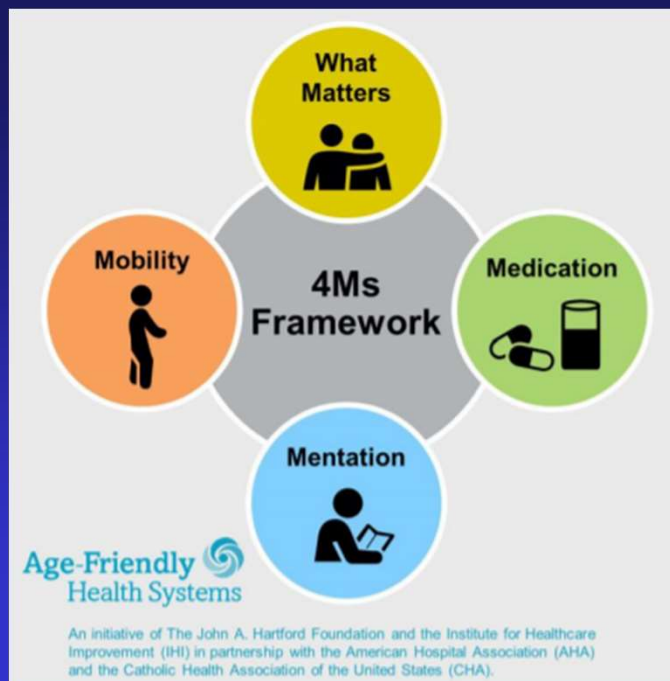 What
Matters
Mobility
4Ms
Framework
Medication
Mentation
Age-Friendly
Health Systems
An initiative of The John A. Hartford Foundation and the Institute for Healthcare
Improvement (IHI) in partnership with the American Hospital Association (AHA)
and the Catholic Health Association of the United States (CHA).